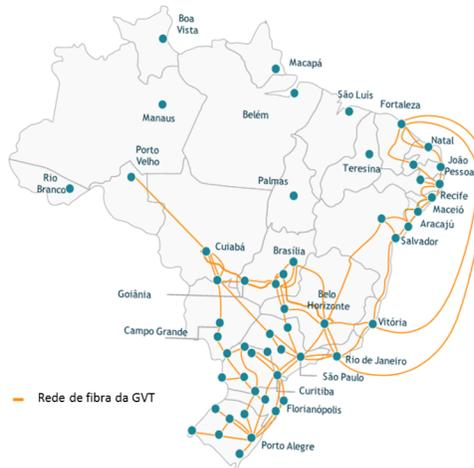 Boa
Vista
Macapá
São Luís
Fortaleza
Manaus
Belém
Natal
João
Pessoa
Porto
Velho
Teresina
Rio
Branco
Palmas
Recife
Maceió
Aracajú
Salvador
Cuiabá
Brasília
Goiânia
Belo
Horizonte
Campo Grande
Vitória
Rio de Janeiro
São Paulo
Curitiba
Rede de fibra da GVT
Florianópolis
Porto Alegre